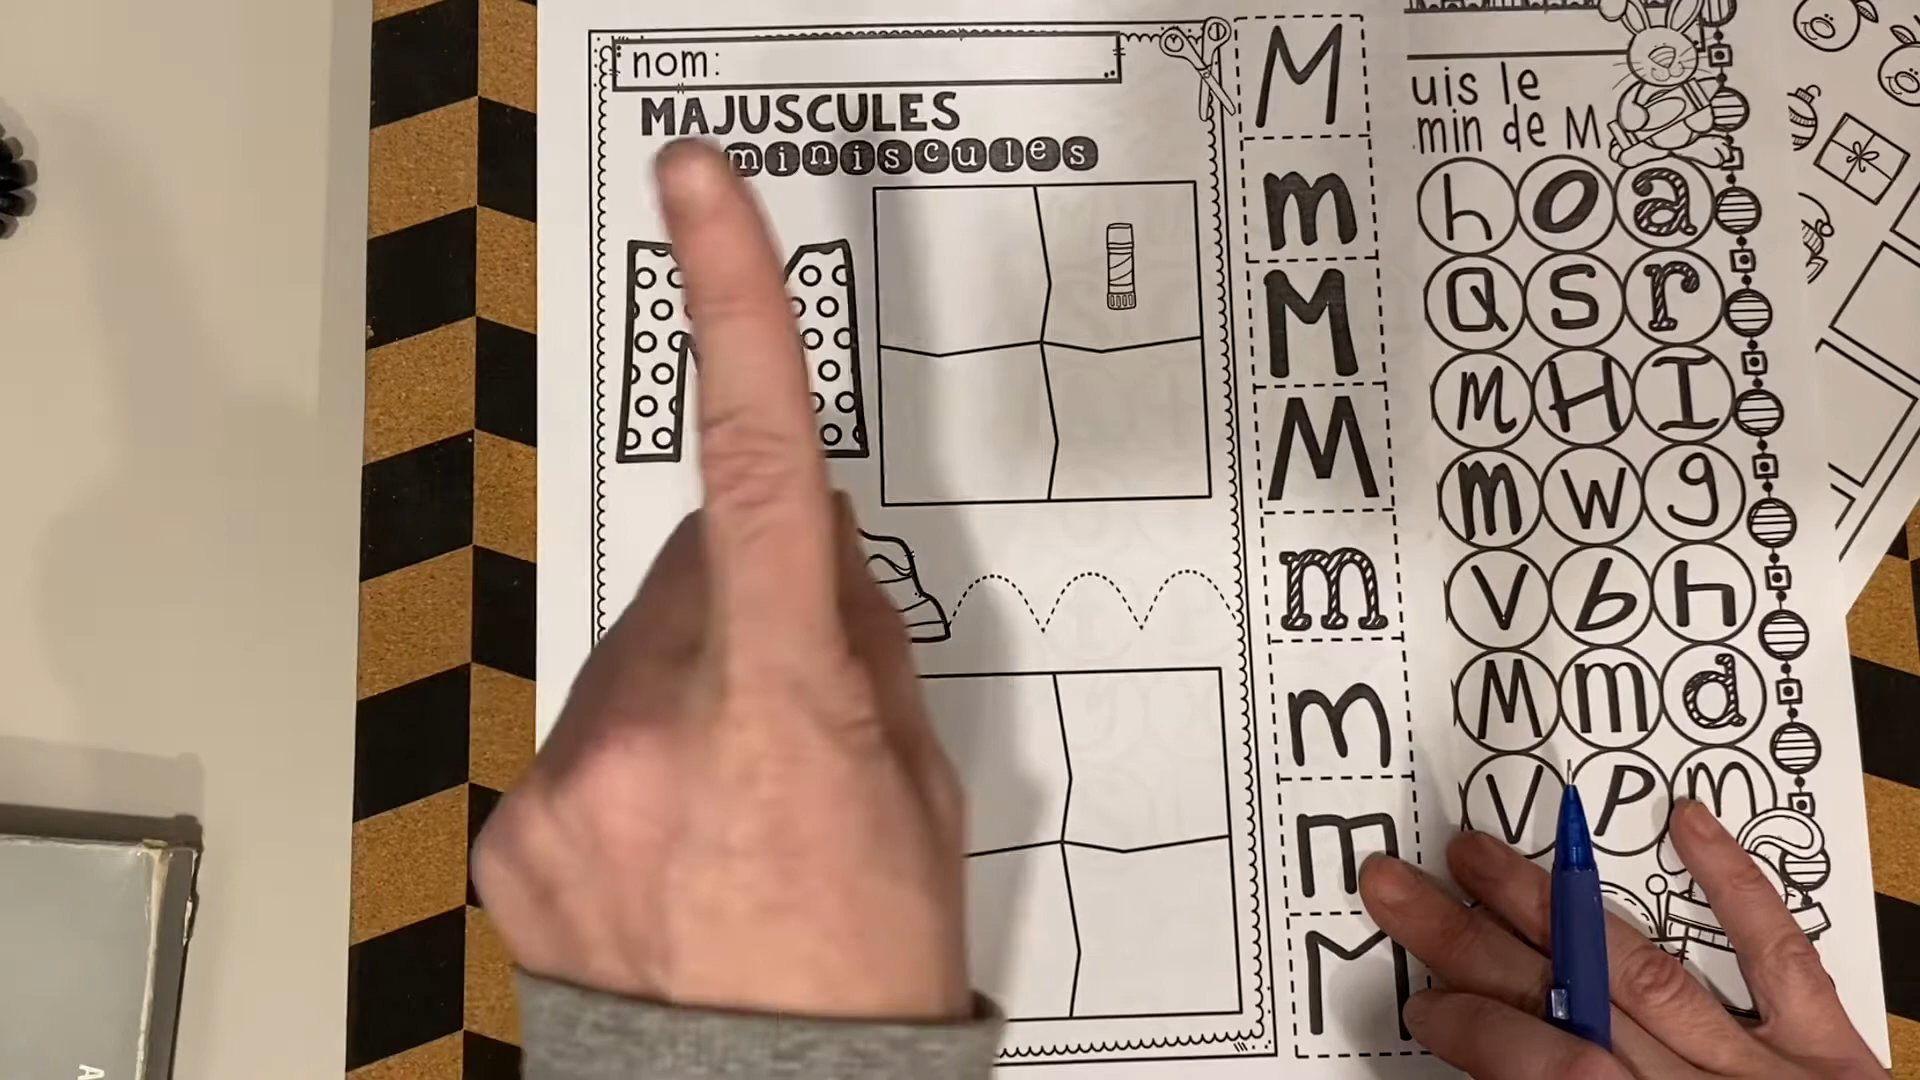 nom:
MAJUSCULES
miniscules
M
m
M
M
m
m
m
M
uis le
min de M
h o a
Q S r
m H I
m w g
V b h
M m d
V P m
A